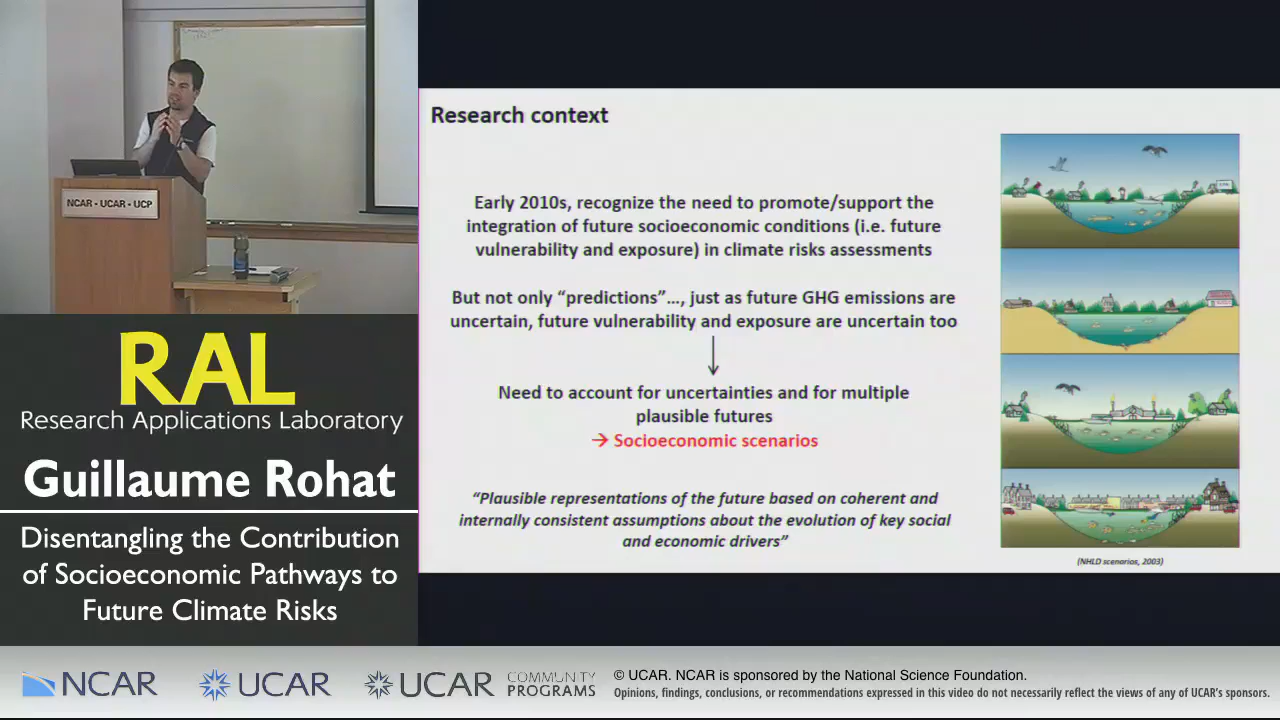 NCAR • UCAR • UCP
RAL
Research Applications Laboratory
Guillaume Rohat
Disentangling the Contribution
of Socioeconomic Pathways to
Future Climate Risks
Research context
Early 2010s, recognize the need to promote/support the
integration of future socioeconomic conditions (i.e. future
vulnerability and exposure) in climate risks assessments
But not only “predictions”…, just as future GHG emissions are
uncertain, future vulnerability and exposure are uncertain too
Need to account for uncertainties and for multiple
plausible futures
→ Socioeconomic scenarios
“Plausible representations of the future based on coherent and
internally consistent assumptions about the evolution of key social
and economic drivers”
(NHLD scenarios, 2003)
NCAR
UCAR
UCAR
COMMUNITY
PROGRAMS
© UCAR. NCAR is sponsored by the National Science Foundation.
Opinions, findings, conclusions, or recommendations expressed in this video do not necessarily reflect the views of any of UCAR's sponsors.